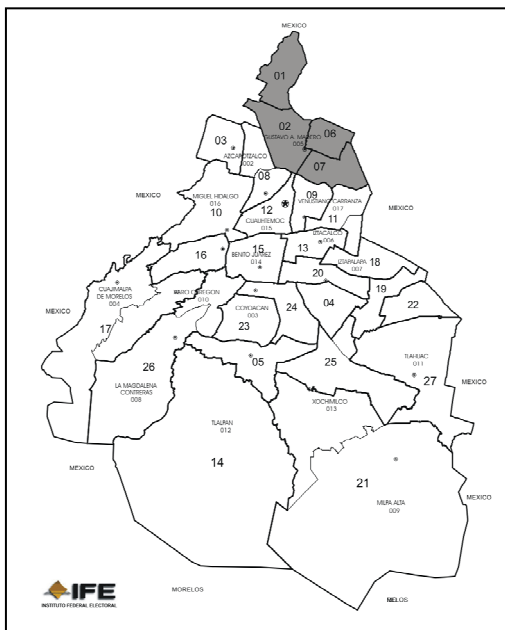 MEXICO
01
02
GUSTAVO A. MADERO
005
06
07
03
AZCAPOTZALCO
002
08
09
VENUSTIANO CARRANZA
017
MEXICO
MIGUEL HIDALGO
016
10
12
*
CUAUHTEMOC
015
11
MEXICO
IZTACALCO
006
13
15
BENITO JUAREZ
014
16
IZTAPALAPA
007
18
20
CUAJIMALPA
DE MORELOS
004
OBREGON
010
19
04
22
COYOACAN
003
23
24
MEXICO
17
TLAHUAC
011
27
05
25
26
LA MAGDALENA
CONTRERAS
008
MEXICO
XOCHIMILCO
013
TLALPAN
012
14
MEXICO
21
MILPA ALTA
009
MEXICO
IFE
INSTITUTO FEDERAL ELECTORAL
MORELOS